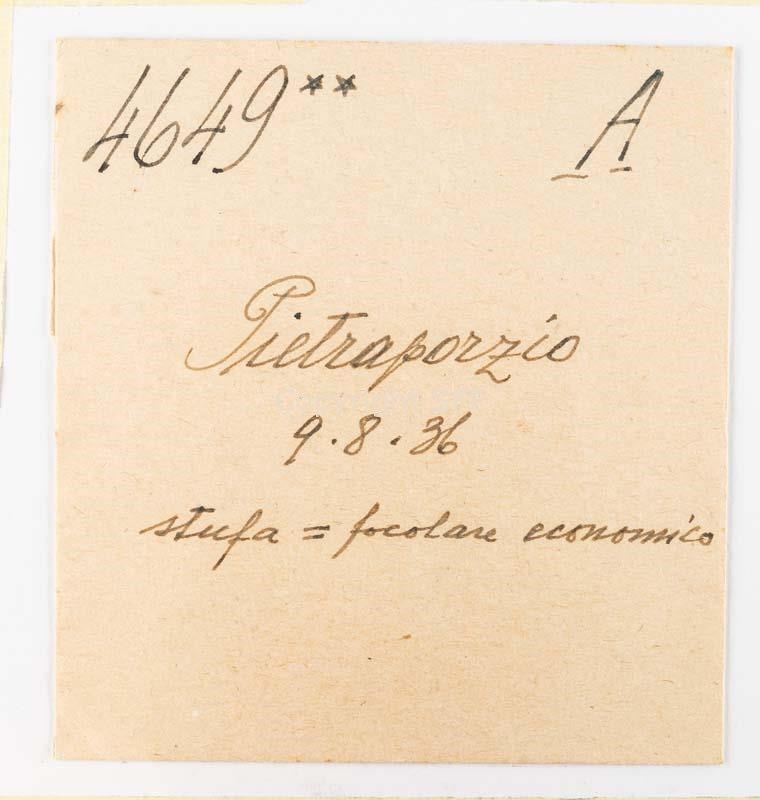 4649** A
Pietraporzio
9.8.36
stufa = focolare economico